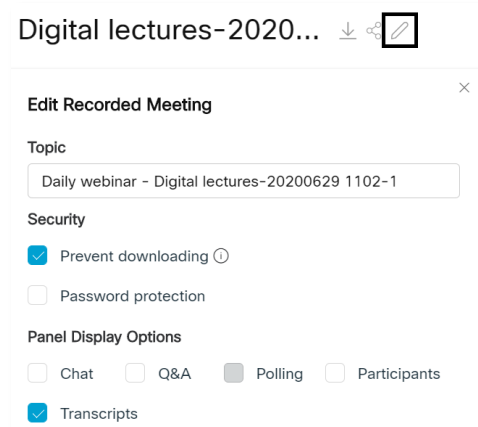 Digital lectures-2020...
Edit Recorded Meeting
Topic
Daily webinar - Digital lectures-20200629 1102-1
Security
Prevent downloading
Password protection
Panel Display Options
Chat Q&A Polling Participants
Transcripts